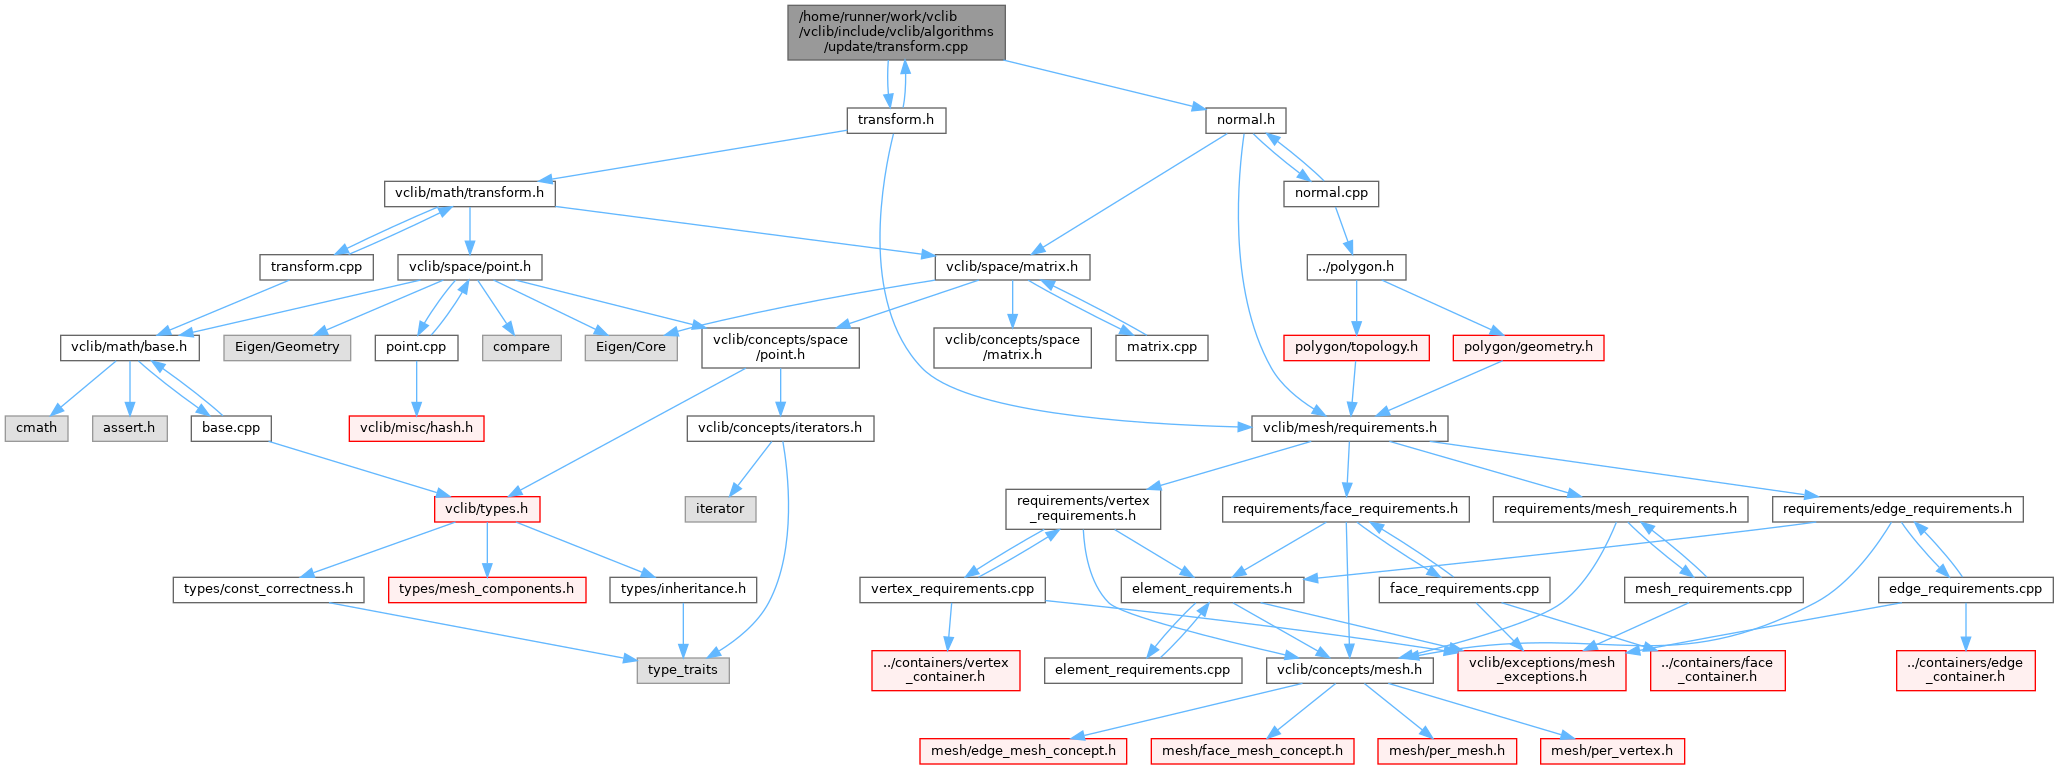 /home/runner/work/vclib
/vclib/include/vclib/algorithms
/update/transform.cpp
transform.h
normal.h
vclib/math/transform.h
normal.cpp
transform.cpp
vclib/space/point.h
vclib/space/matrix.h
../polygon.h
vclib/math/base.h
Eigen/Geometry
point.cpp
compare
Eigen/Core
vclib/concepts/space
/point.h
vclib/concepts/space
/matrix.h
matrix.cpp
polygon/topology.h
polygon/geometry.h
cmath
assert.h
base.cpp
vclib/misc/hash.h
vclib/concepts/iterators.h
vclib/mesh/requirements.h
vclib/types.h
iterator
requirements/vertex
_requirements.h
requirements/face_requirements.h
requirements/mesh_requirements.h
requirements/edge_requirements.h
types/const_correctness.h
types/mesh_components.h
types/inheritance.h
vertex_requirements.cpp
element_requirements.h
face_requirements.cpp
mesh_requirements.cpp
edge_requirements.cpp
type_traits
../containers/vertex
_container.h
element_requirements.cpp
vclib/concepts/mesh.h
vclib/exceptions/mesh
_exceptions.h
../containers/face
_container.h
../containers/edge
_container.h
mesh/edge_mesh_concept.h
mesh/face_mesh_concept.h
mesh/per_mesh.h
mesh/per_vertex.h